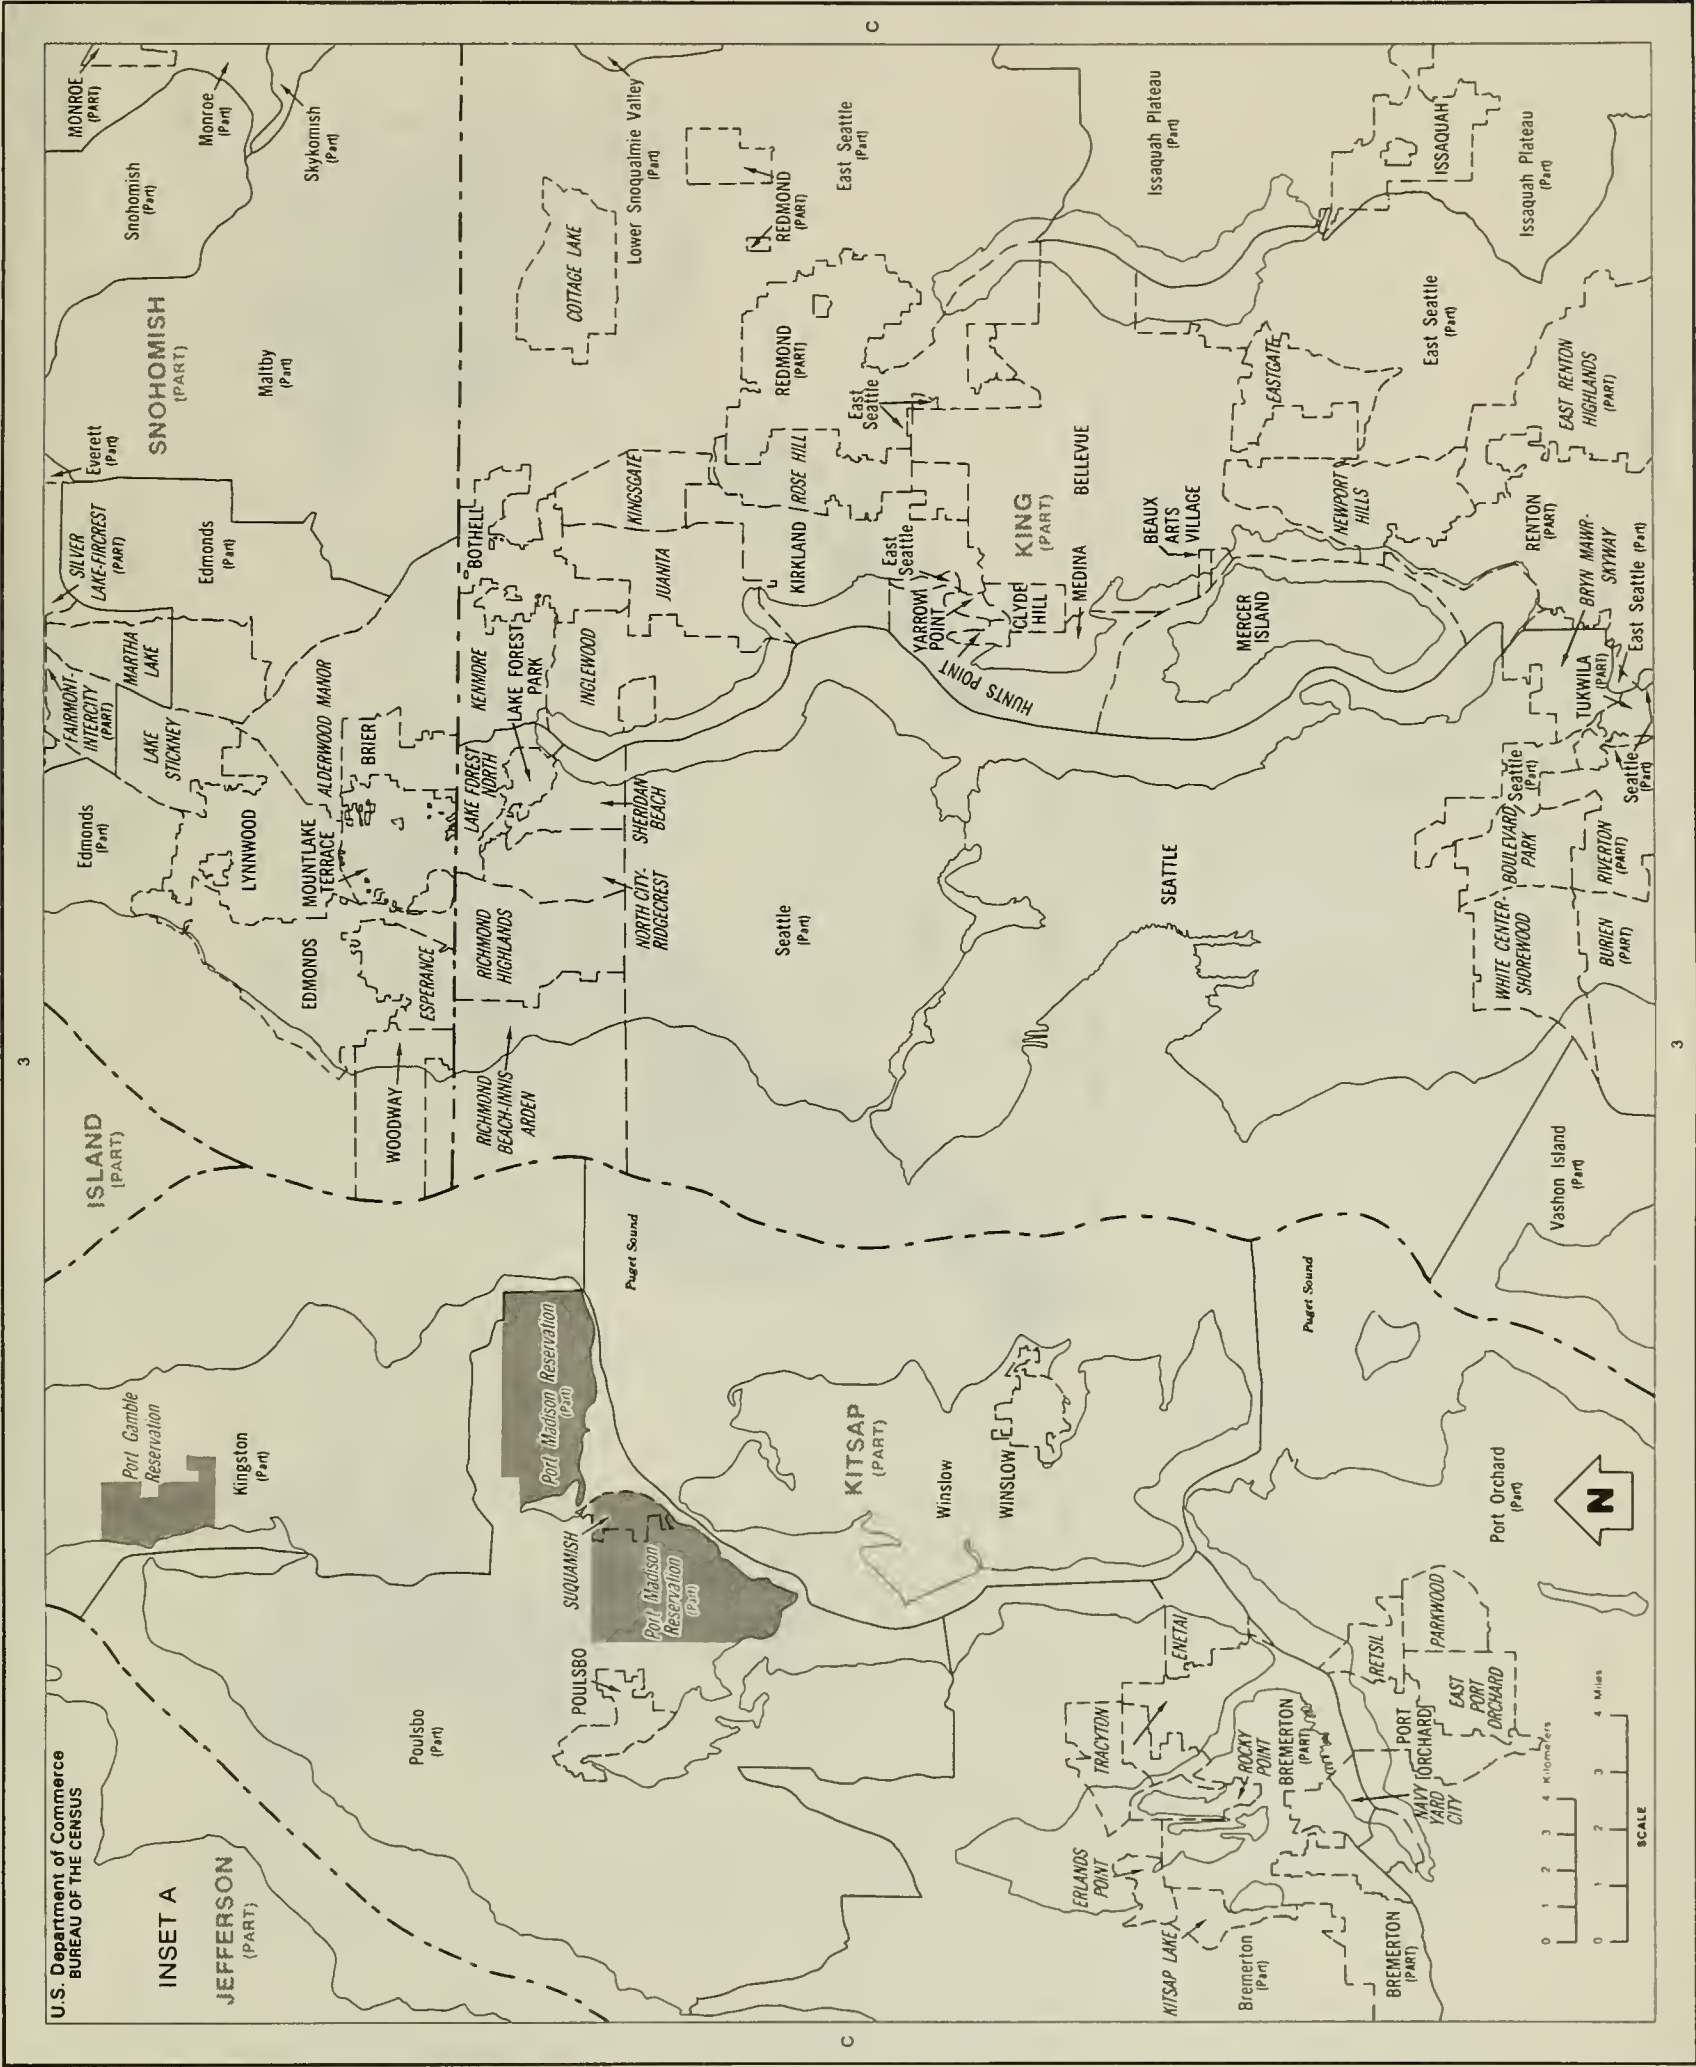 U.S. Department of Commerce
BUREAU OF THE CENSUS
INSET A
JEFFERSON
(PART)
Poulsbo
(Part)
POULSBO
Port Gamble
Reservation
Kingston
(Part)
Port Madison Reservation
(Part)
SUQUAMISH
Port Madison
Reservation
(Part)
KITSAP
(PART)
Winslow
WINSLOW
ERLANDS
POINT
TRACYTON
ENETAI
ROCKY
POINT
KITSAP LAKE
Bremerton
(Part)
BREMERTON
(PART)
BREMERTON
(PART)
NAVY
YARD
CITY
PORT
ORCHARD
RETSIL
PARKWOOD
EAST
PORT
ORCHARD
Port Orchard
(Part)
N
0 1 2 3 4 Kilometers
0 1 2 3 4 Miles
SCALE
C
3
ISLAND
(PART)
Puget Sound
Puget Sound
Vashon Island
(Part)
WOODWAY
RICHMOND
BEACH-INNIS
ARDEN
EDMONDS
ESPERANCE
RICHMOND
HIGHLANDS
NORTH CITY-
RIDGECREST
SHERIDAN
BEACH
Edmonds
(Part)
LYNNWOOD
MOUNTLAKE
TERRACE
LAKE
STICKNEY
FAIRMONT-
INTERCITY
(PART)
MARTHA
LAKE
ALDERWOOD MANOR
BRIER
LAKE FOREST
NORTH
LAKE FOREST
PARK
KENMORE
INGLEWOOD
SILVER
LAKE-FIRCREST
(PART)
Edmonds
(Part)
Everett
(Part)
SNOHOMISH
(PART)
Maltby
(Part)
Snohomish
(Part)
MONROE
(PART)
Monroe
(Part)
Skykomish
(Part)
BOTHELL
KINGSGATE
JUANITA
COTTAGE LAKE
Lower Snoqualmie Valley
(Part)
REDMOND
(PART)
REDMOND
(PART)
East Seattle
(Part)
ROSE HILL
KIRKLAND
East
Seattle
East
Seattle
YARROW
POINT
HUNTS POINT
CLYDE
HILL
MEDINA
KING
(PART)
BELLEVUE
BEAUX
ARTS
VILLAGE
MERCER
ISLAND
Seattle
(Part)
SEATTLE
Issaquah Plateau
(Part)
ISSAQUAH
Issaquah Plateau
(Part)
EASTGATE
East Seattle
(Part)
NEWPORT
HILLS
EAST RENTON
HIGHLANDS
(PART)
RENTON
(PART)
BRYN MAWR-
SKYWAY
East Seattle (Part)
TUKWILA
(PART)
Seattle
(Part)
Seattle
(Part)
BOULEVARD
PARK
RIVERTON
(PART)
WHITE CENTER-
SHOREWOOD
BURIEN
(PART)
C
3